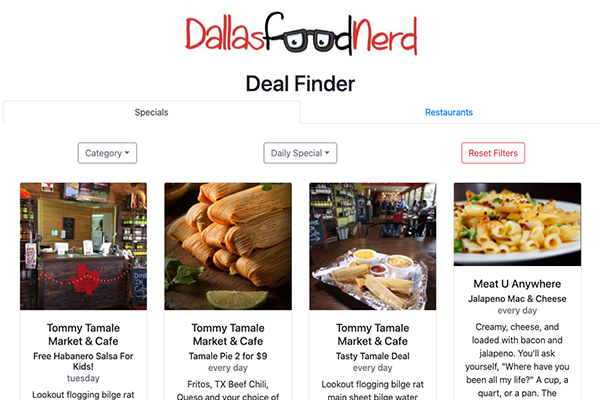 DallasfoodNerd
Deal Finder
Specials
Restaurants
Category
Daily Special
Reset Filters
Tommy Tamale
Market & Cafe
Free Habanero Salsa For
Kids!
tuesday
Lookout flogging bilge rat
Tommy Tamale
Market & Cafe
Tamale Pie 2 for $9
every day
Fritos, TX Beef Chili,
Queso and your choice of
Tommy Tamale
Market & Cafe
Tasty Tamale Deal
every day
Lookout flogging bilge rat
main sheet bilge water
Meat U Anywhere
Jalapeno Mac & Cheese
every day
Creamy, cheese, and
loaded with bacon and
jalapeno. You'll ask
yourself, "Where have you
been all my life?" A cup, a
quart, or a pan. The